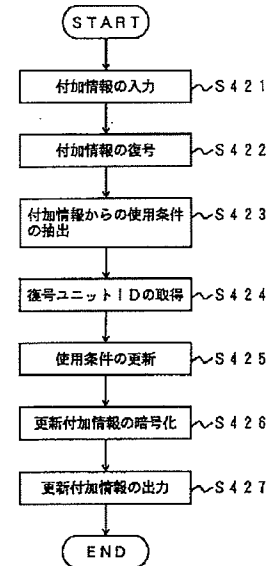 START
付加情報の入力 S421
付加情報の復号 S422
付加情報からの使用条件
の抽出 S423
復号ユニットIDの取得 S424
使用条件の更新 S425
更新付加情報の暗号化 S426
更新付加情報の出力 S427
END